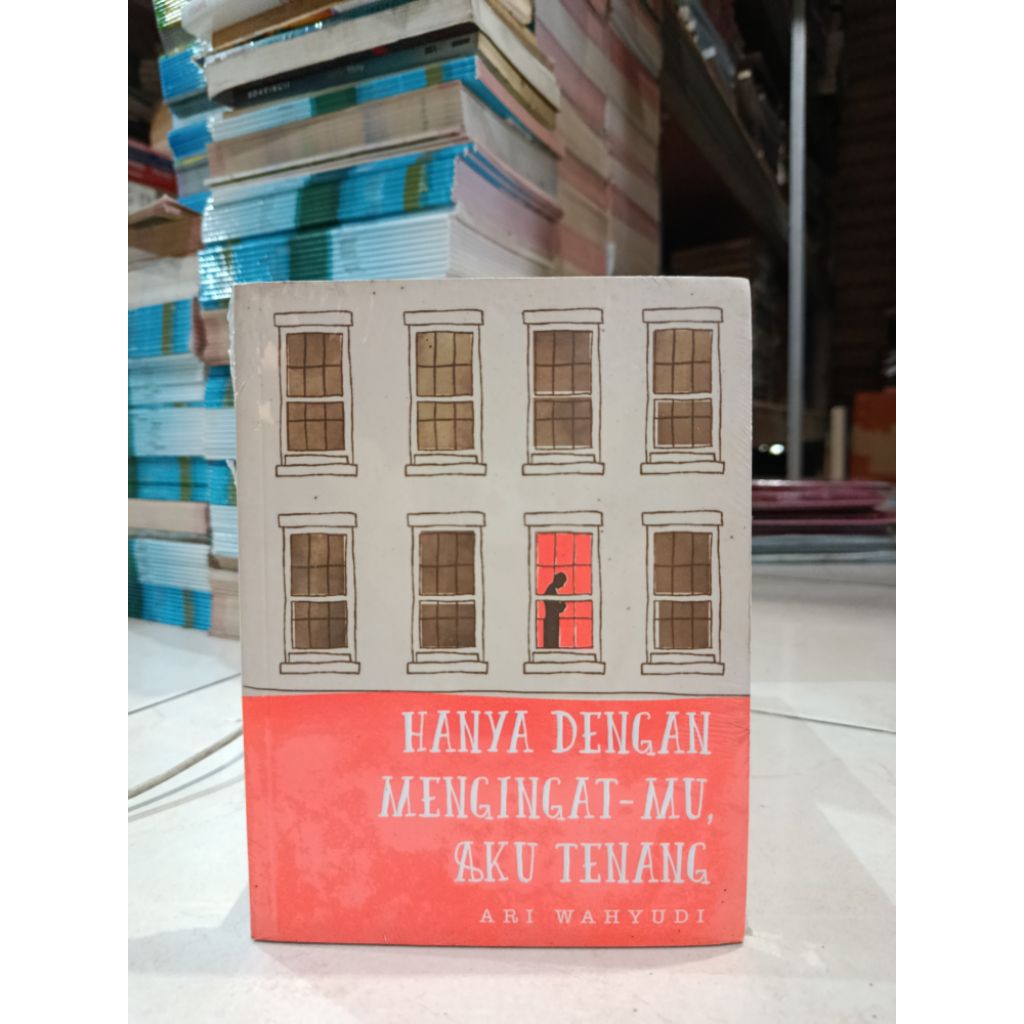 HANYA DENGAN
MENGINGAT-MU,
AKU TENANG
ARI WAHYUDI